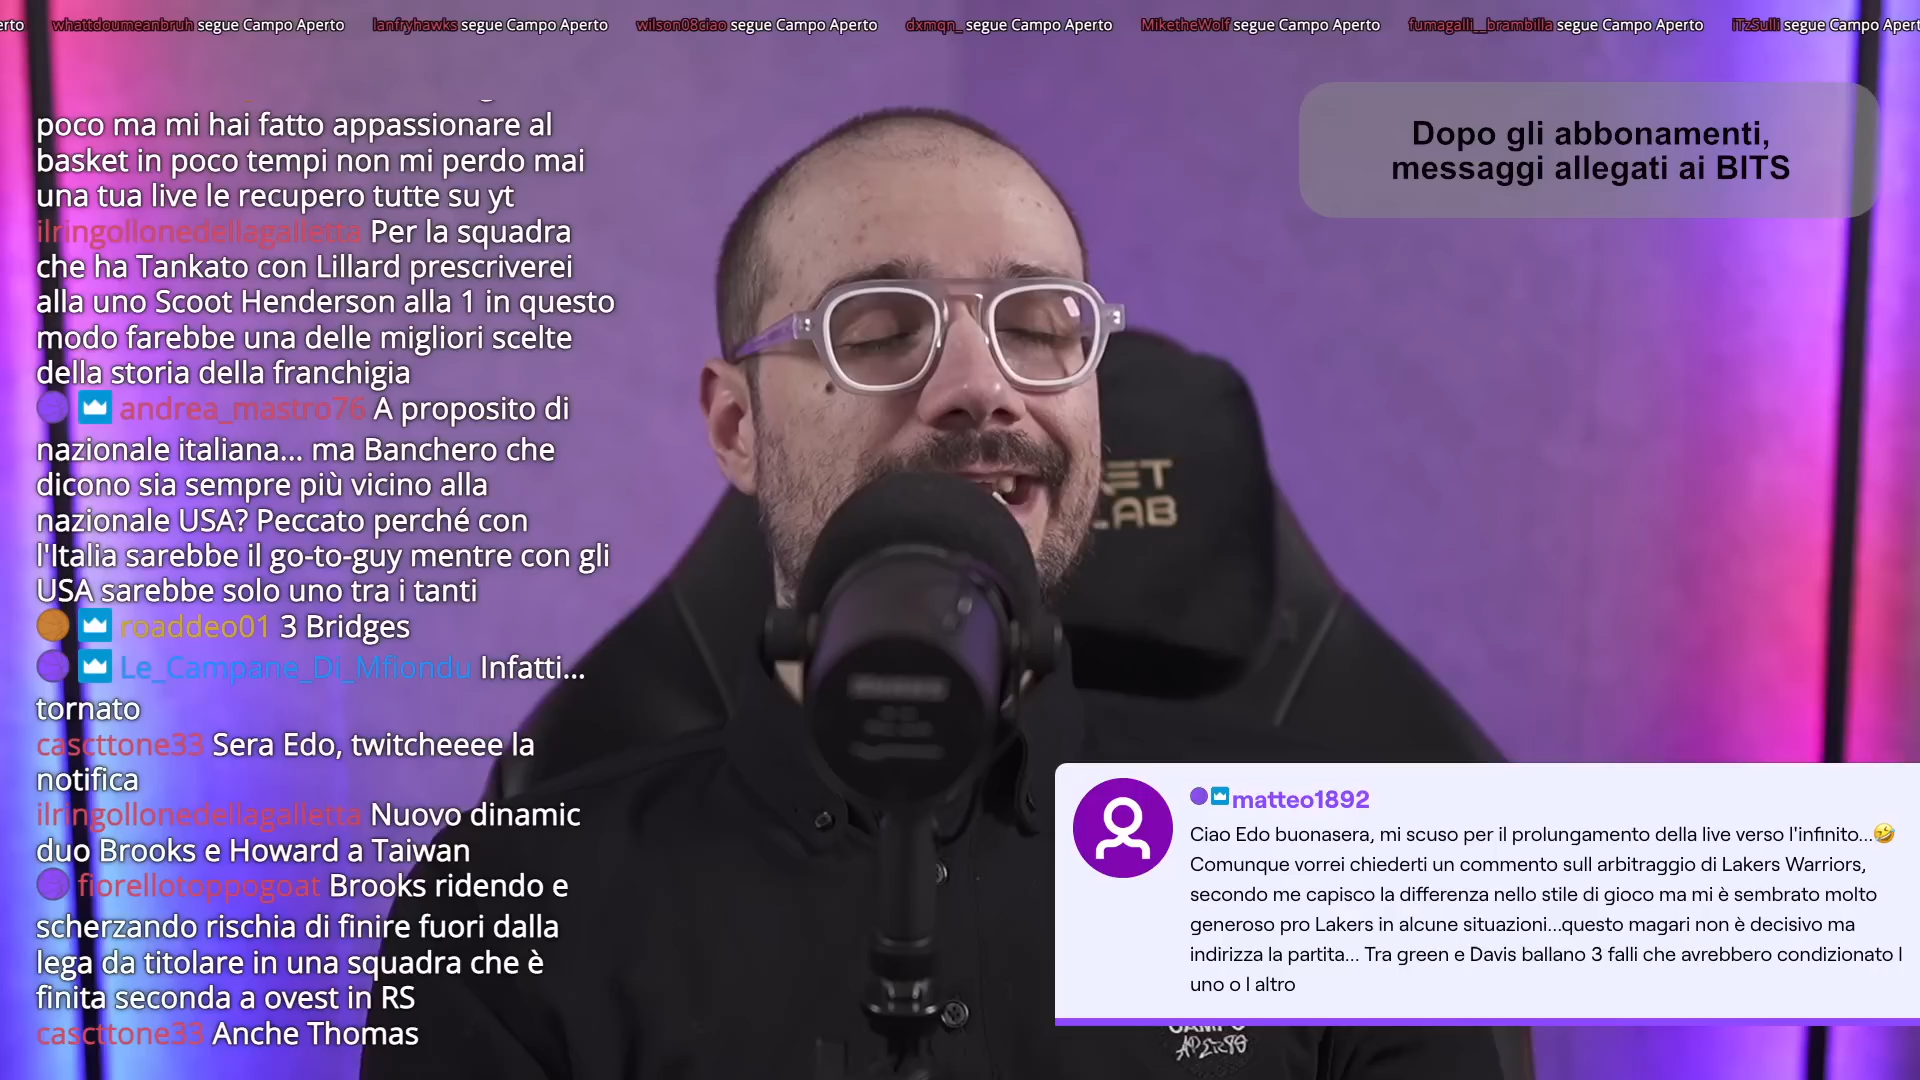 erto whattdoumeanbruh segue Campo Aperto lanfryhawks segue Campo Aperto wilson08ciao segue Campo Aperto dxmqn_ segue Campo Aperto MiketheWolf segue Campo Aperto fumagalli__brambilla segue Campo Aperto iTzSulli segue Campo Apert
poco ma mi hai fatto appassionare al
basket in poco tempi non mi perdo mai
una tua live le recupero tutte su yt
ilringollonedellagalletta Per la squadra
che ha Tankato con Lillard prescriverei
alla uno Scoot Henderson alla 1 in questo
modo farebbe una delle migliori scelte
della storia della franchigia
andrea_mastro76 A proposito di
nazionale italiana... ma Banchero che
dicono sia sempre più vicino alla
nazionale USA? Peccato perché con
l'Italia sarebbe il go-to-guy mentre con gli
USA sarebbe solo uno tra i tanti
roaddeo01 3 Bridges
Le_Campane_Di_Mfiondu Infatti...
tornato
cascttone33 Sera Edo, twitcheeee la
notifica
ilringollonedellagalletta Nuovo dinamic
duo Brooks e Howard a Taiwan
fiorellotoppogoat Brooks ridendo e
scherzando rischia di finire fuori dalla
lega da titolare in una squadra che è
finita seconda a ovest in RS
cascttone33 Anche Thomas
Dopo gli abbonamenti,
messaggi allegati ai BITS
ET
LAB
matteo1892
Ciao Edo buonasera, mi scuso per il prolungamento della live verso l'infinito...🤣
Comunque vorrei chiederti un commento sull arbitraggio di Lakers Warriors,
secondo me capisco la differenza nello stile di gioco ma mi è sembrato molto
generoso pro Lakers in alcune situazioni...questo magari non è decisivo ma
indirizza la partita... Tra green e Davis ballano 3 falli che avrebbero condizionato l
uno o l altro
CAMPO
APERTO